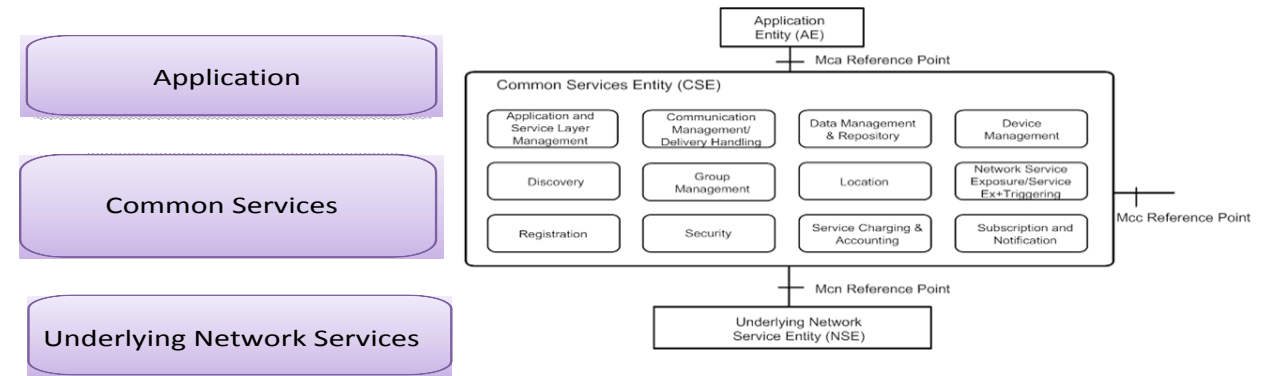 Application
Common Services
Underlying Network Services
Application
Entity (AE)
Mca Reference Point
Common Services Entity (CSE)
Application and
Service Layer
Management
Communication
Management/
Delivery Handling
Data Management
& Repository
Device
Management
Discovery
Group
Management
Location
Network Service
Exposure/Service
Ex+Triggering
Registration
Security
Service Charging &
Accounting
Subscription and
Notification
Mcc Reference Point
Mcn Reference Point
Underlying Network
Service Entity (NSE)